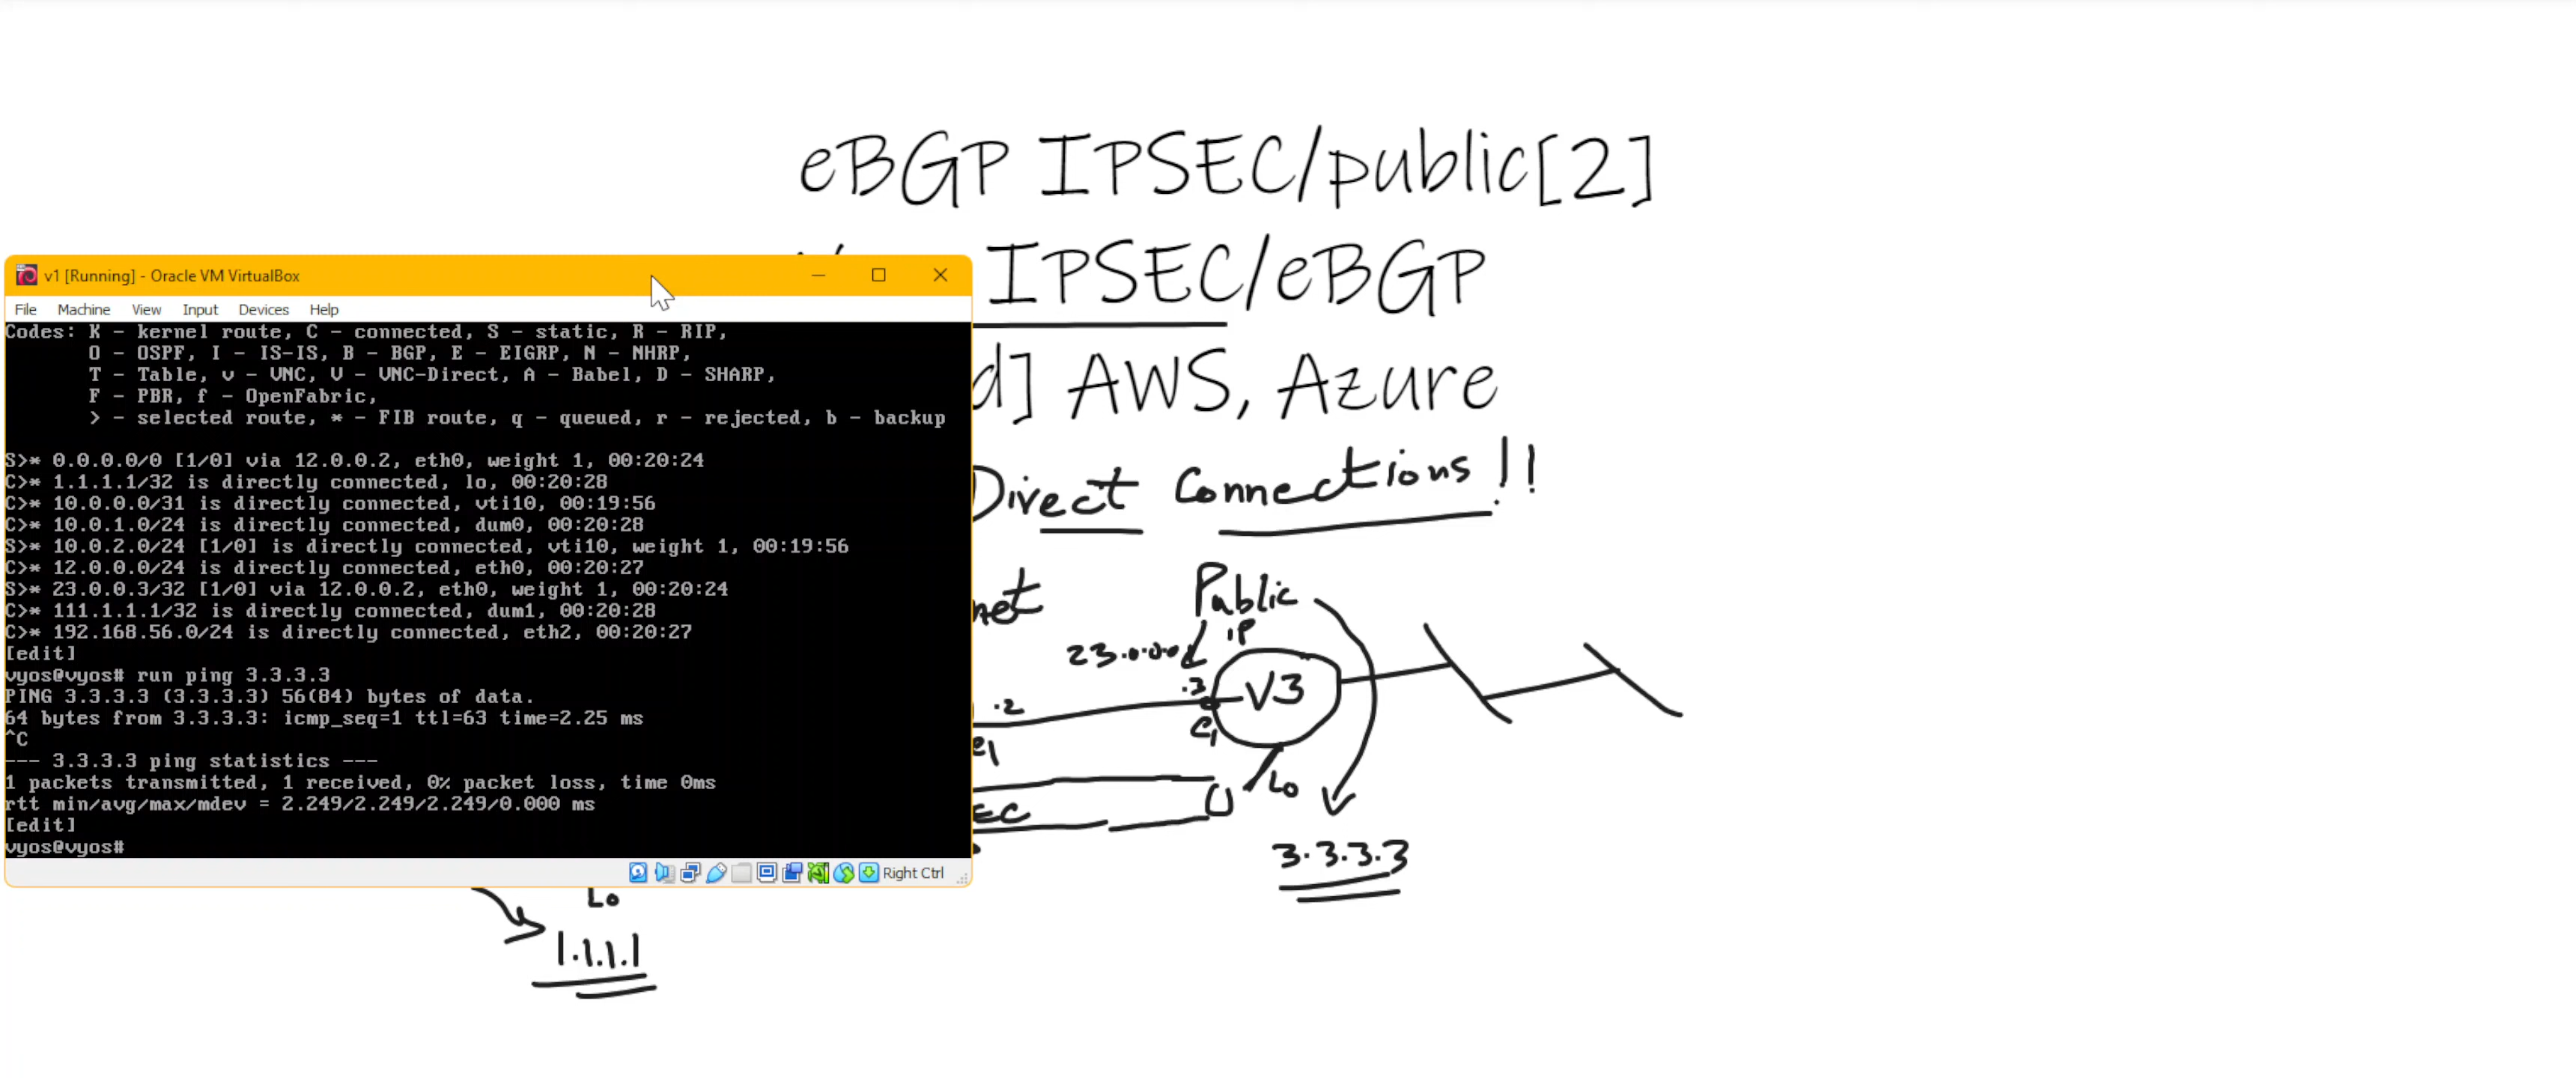 eBGP IPSEC/public[2]
IPSEC/eBGP
d] AWS, Azure
Direct Connections!!
v1 [Running] - Oracle VM VirtualBox
File Machine View Input Devices Help
Codes: K - kernel route, C - connected, S - static, R - RIP,
O - OSPF, I - IS-IS, B - BGP, E - EIGRP, N - NHRP,
T - Table, v - VNC, V - VNC-Direct, A - Babel, D - SHARP,
F - PBR, f - OpenFabric,
> - selected route, * - FIB route, q - queued, r - rejected, b - backup
S>* 0.0.0.0/0 [1/0] via 12.0.0.2, eth0, weight 1, 00:20:24
C>* 1.1.1.1/32 is directly connected, lo, 00:20:28
C>* 10.0.0.0/31 is directly connected, vti10, 00:19:56
C>* 10.0.1.0/24 is directly connected, dum0, 00:20:28
S>* 10.0.2.0/24 [1/0] is directly connected, vti10, weight 1, 00:19:56
C>* 12.0.0.0/24 is directly connected, eth0, 00:20:27
S>* 23.0.0.3/32 [1/0] via 12.0.0.2, eth0, weight 1, 00:20:24
C>* 111.1.1.1/32 is directly connected, dum1, 00:20:28
C>* 192.168.56.0/24 is directly connected, eth2, 00:20:27
[edit]
vyos@vyos# run ping 3.3.3.3
PING 3.3.3.3 (3.3.3.3) 56(84) bytes of data.
64 bytes from 3.3.3.3: icmp_seq=1 ttl=63 time=2.25 ms
^C
--- 3.3.3.3 ping statistics ---
1 packets transmitted, 1 received, 0% packet loss, time 0ms
rtt min/avg/max/mdev = 2.249/2.249/2.249/0.000 ms
[edit]
vyos@vyos#
Right Ctrl
net
Public
IP
23.0.0.0
.3
V3
.2
e1
e1
Lo
EC
3.3.3.3
Lo
1.1.1.1